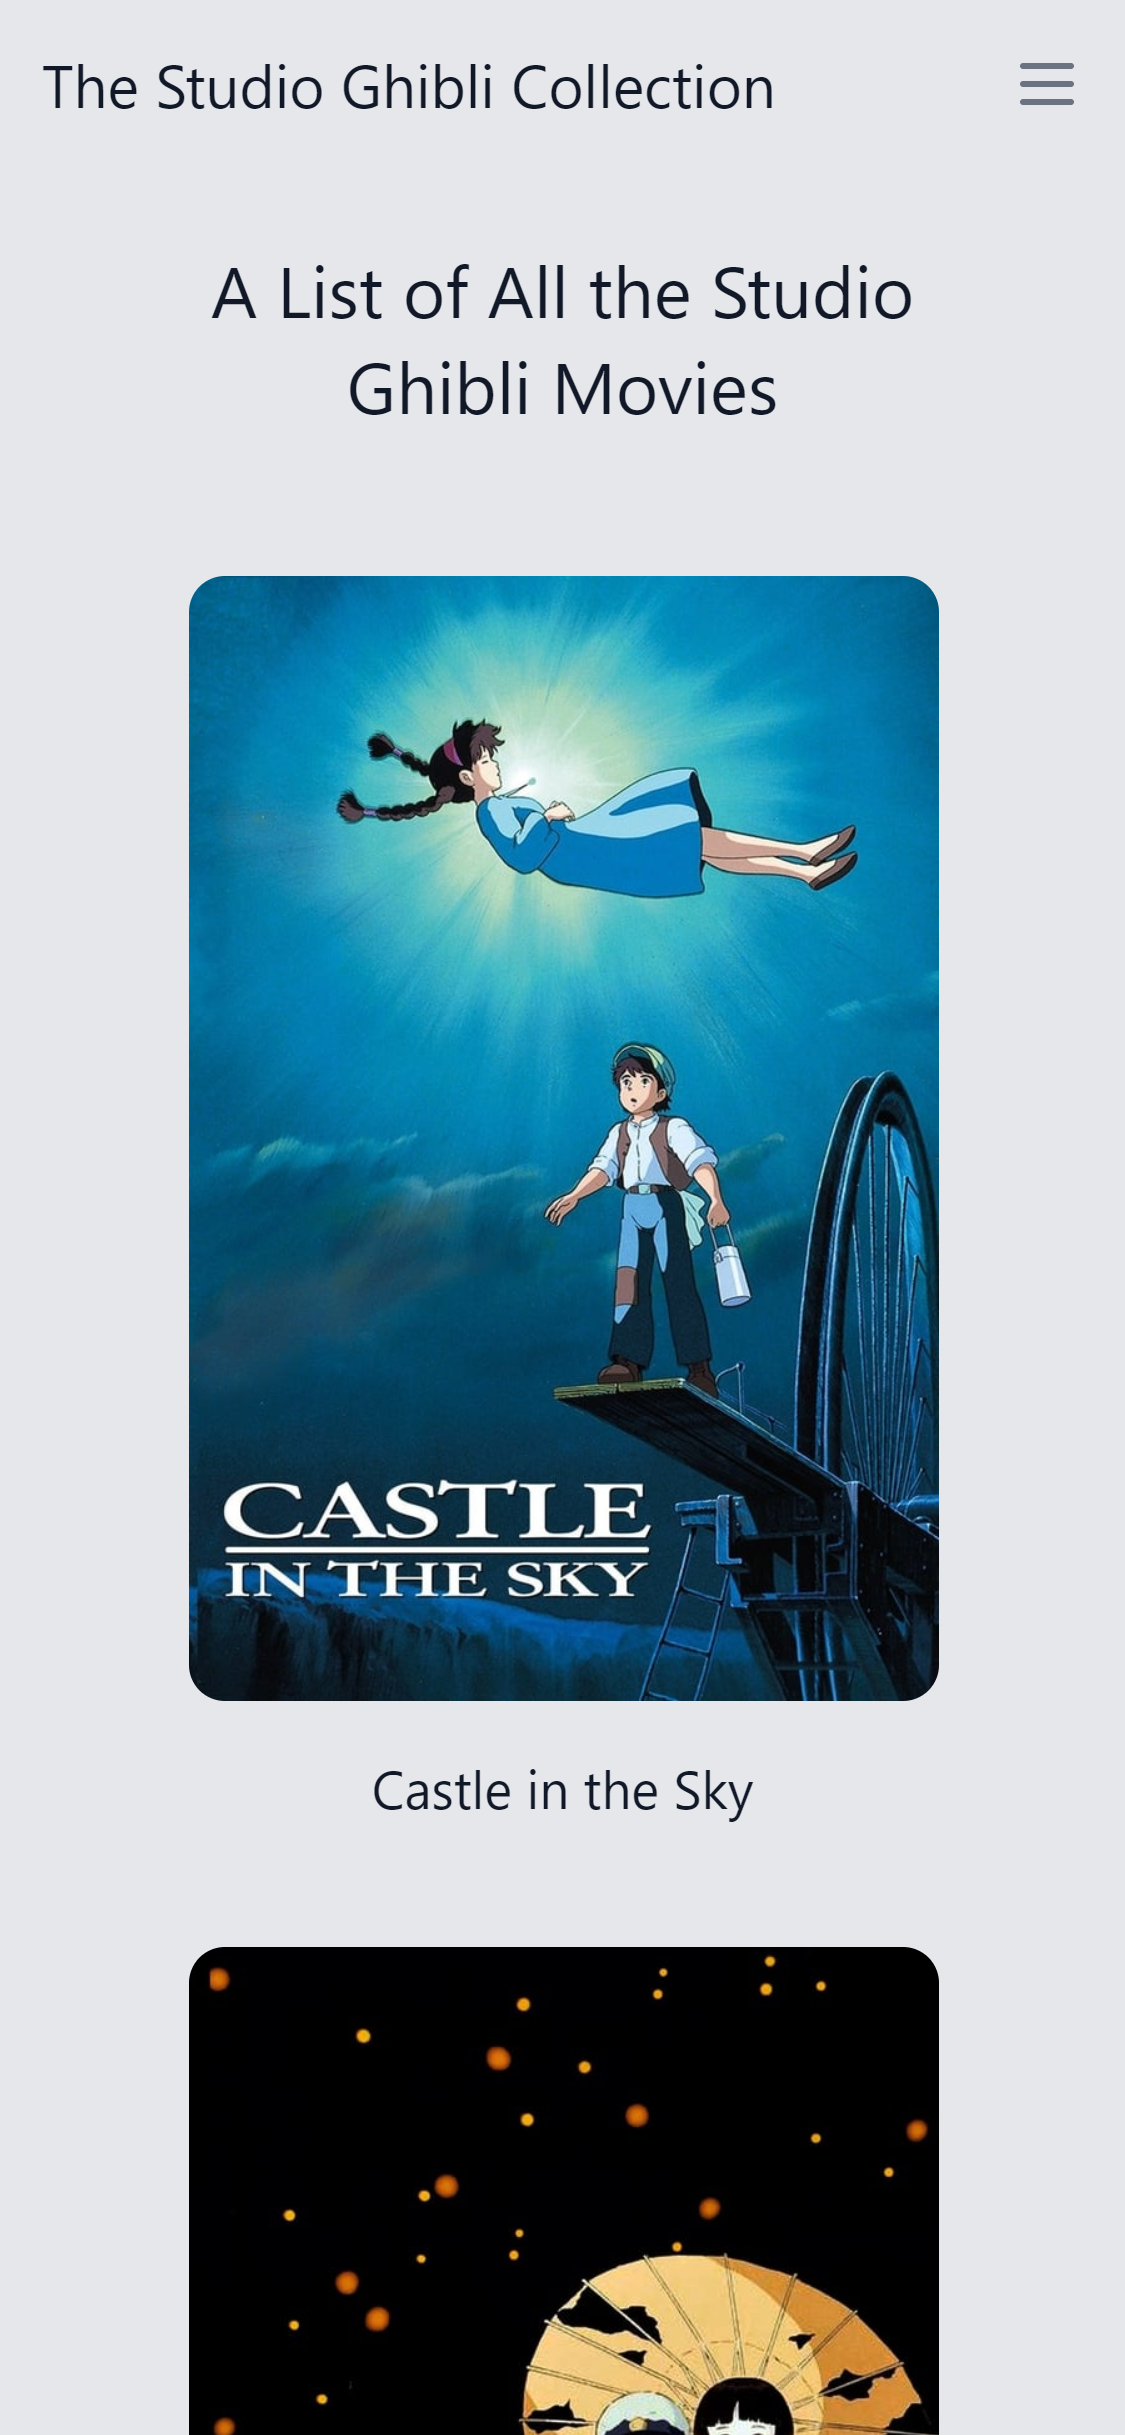 The Studio Ghibli Collection
A List of All the Studio
Ghibli Movies
CASTLE
IN THE SKY
Castle in the Sky